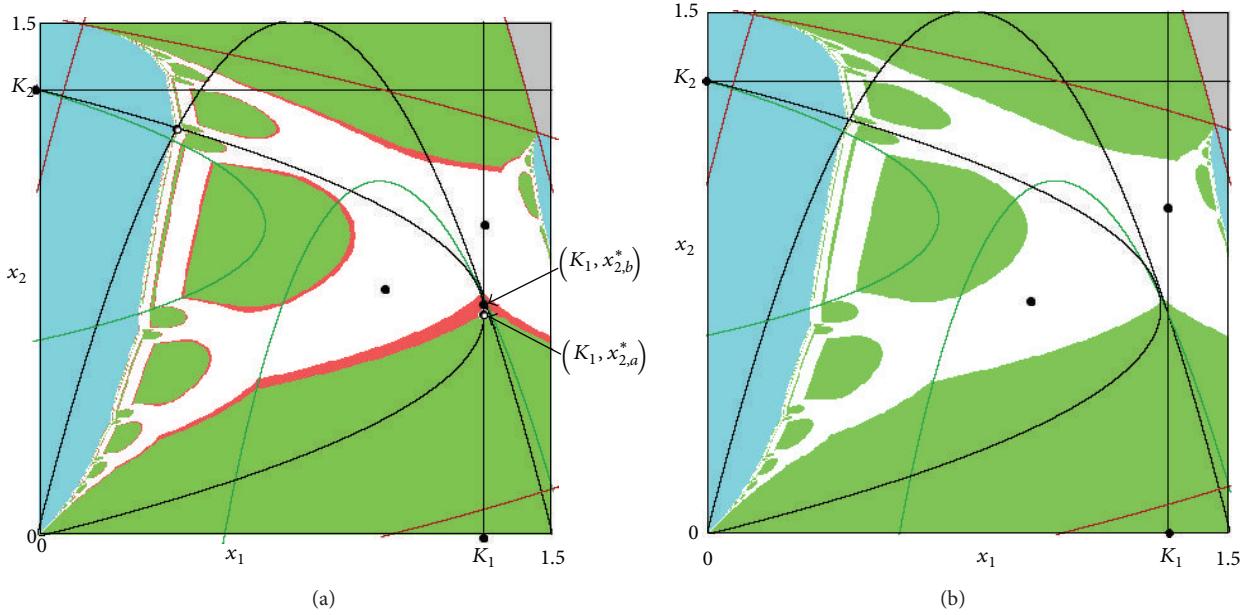 1.5
K₂
x₂
0
0
x₁
K₁
1.5
(K₁, x*₂,b)
(K₁, x*₂,a)
(a)
1.5
K₂
x₂
0
0
x₁
K₁
1.5
(b)